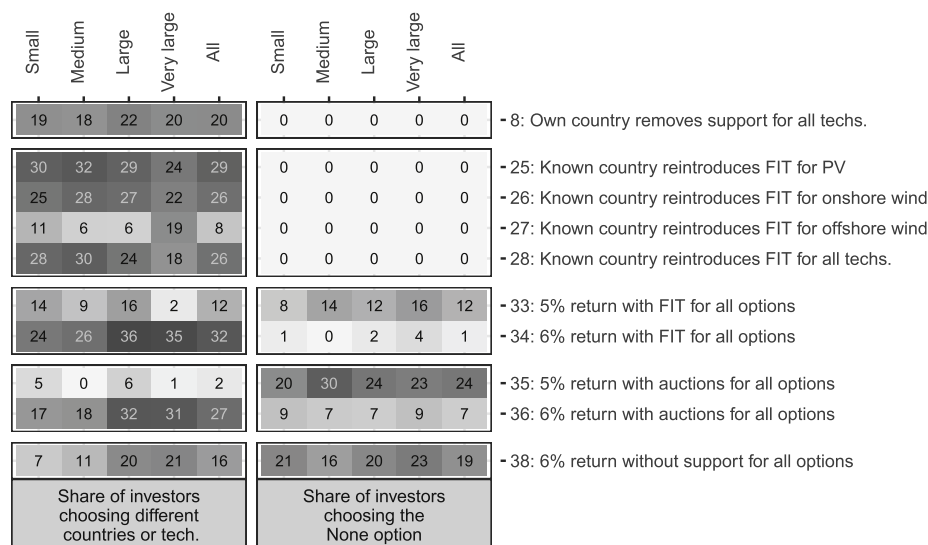 Small Medium Large Very large All Small Medium Large Very large All
19 18 22 20 20 0 0 0 0 0 8: Own country removes support for all techs.
30 32 29 24 29 0 0 0 0 0 25: Known country reintroduces FIT for PV
25 28 27 22 26 0 0 0 0 0 26: Known country reintroduces FIT for onshore wind
11 6 6 19 8 0 0 0 0 0 27: Known country reintroduces FIT for offshore wind
28 30 24 18 26 0 0 0 0 0 28: Known country reintroduces FIT for all techs.
14 9 16 2 12 8 14 12 16 12 33: 5% return with FIT for all options
24 26 36 35 32 1 0 2 4 1 34: 6% return with FIT for all options
5 0 6 1 2 20 30 24 23 24 35: 5% return with auctions for all options
17 18 32 31 27 9 7 7 9 7 36: 6% return with auctions for all options
7 11 20 21 16 21 16 20 23 19 38: 6% return without support for all options
Share of investors
choosing different
countries or tech.
Share of investors
choosing the
None option